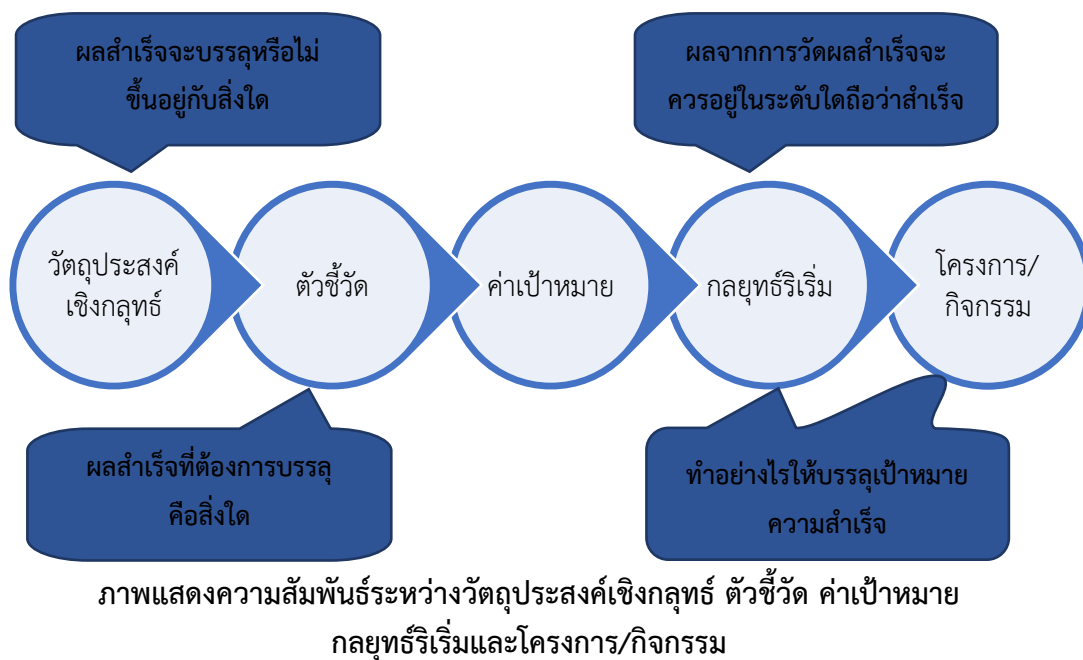 ผลสำเร็จจะบรรลุหรือไม่
ขึ้นอยู่กับสิ่งใด
ผลจากการวัดผลสำเร็จจะ
ควรอยู่ในระดับใดถือว่าสำเร็จ
วัตถุประสงค์
เชิงกลุทธ์
ตัวชี้วัด
ค่าเป้าหมาย
กลยุทธ์ริเริ่ม
โครงการ/
กิจกรรม
ผลสำเร็จที่ต้องการบรรลุ
คือสิ่งใด
ทำอย่างไรให้บรรลุเป้าหมาย
ความสำเร็จ
ภาพแสดงความสัมพันธ์ระหว่างวัตถุประสงค์เชิงกลุทธ์ ตัวชี้วัด ค่าเป้าหมาย
กลยุทธ์ริเริ่มและโครงการ/กิจกรรม